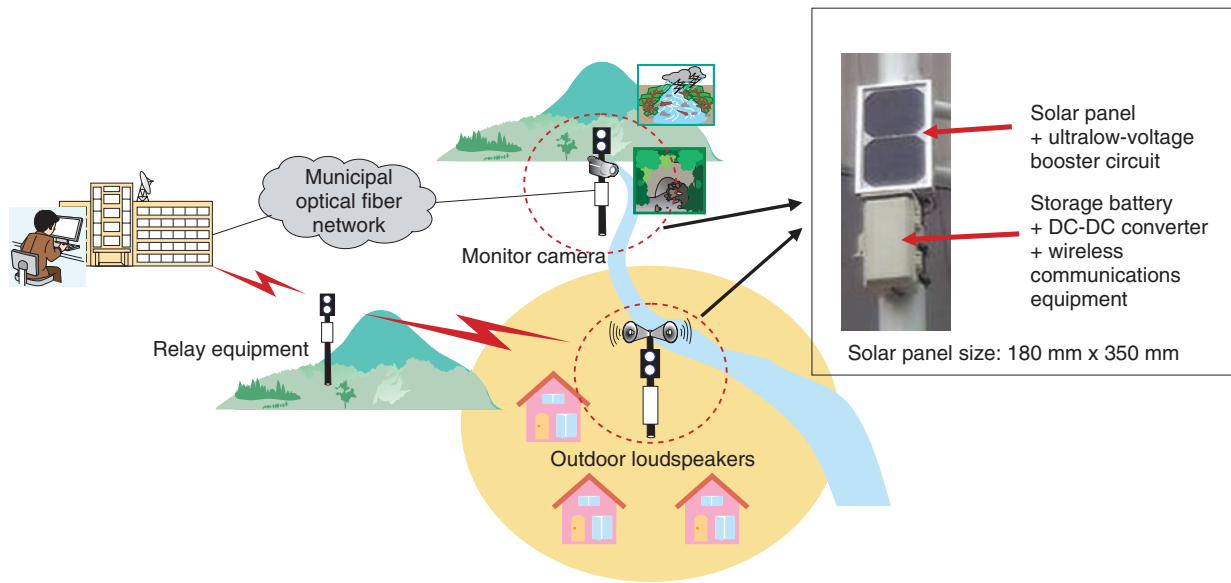 Municipal
optical fiber
network
Monitor camera
Relay equipment
Outdoor loudspeakers
Solar panel
+ ultralow-voltage
booster circuit
Storage battery
+ DC-DC converter
+ wireless
communications
equipment
Solar panel size: 180 mm x 350 mm